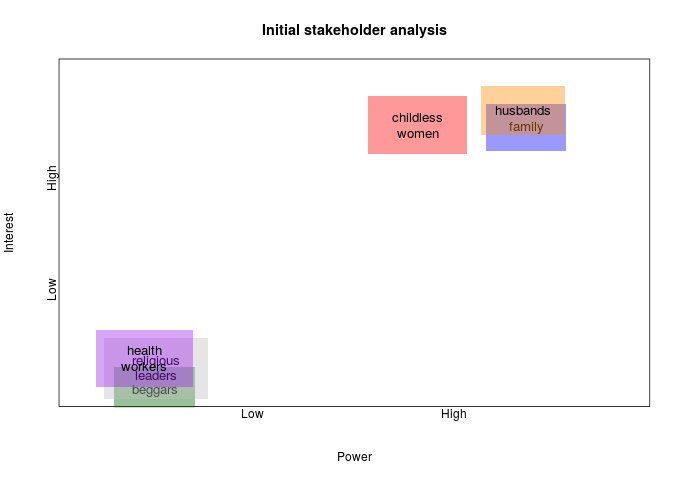 Initial stakeholder analysis
childless
women
husbands
family
High
Interest
Low
health
workers
religious
leaders
beggars
Low
High
Power